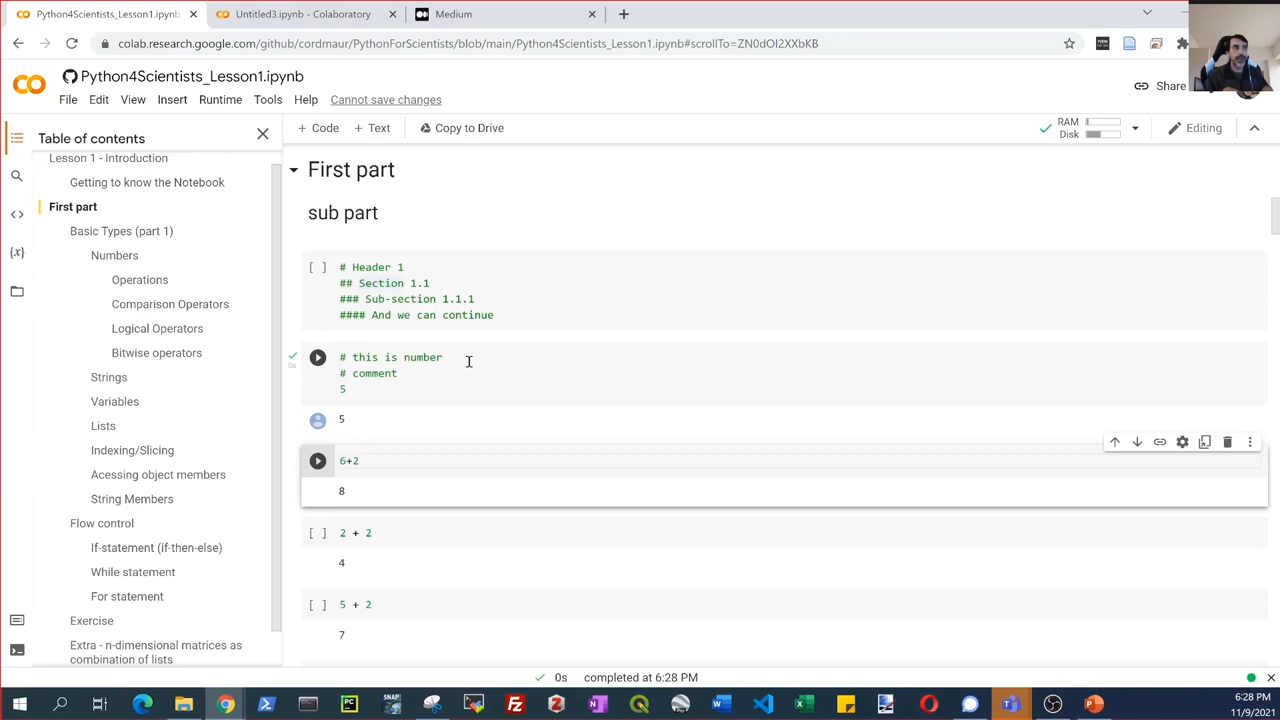 Python4Scientists_Lesson1.ipynb
Untitled3.ipynb - Colaboratory
Medium
colab.research.google.com/github/cordmaur/PythonForScientists/blob/main/Python4Scientists_Lesson1.ipynb#scrollTo=ZN0dOI2XXbKB
Python4Scientists_Lesson1.ipynb
File Edit View Insert Runtime Tools Help Cannot save changes
Share
Table of contents
+ Code + Text Copy to Drive
RAM
Disk
Editing
Lesson 1 - Introduction
Getting to know the Notebook
First part
Basic Types (part 1)
Numbers
Operations
Comparison Operators
Logical Operators
Bitwise operators
Strings
Variables
Lists
Indexing/Slicing
Acessing object members
String Members
Flow control
If-statement (if-then-else)
While statement
For statement
Exercise
Extra - n-dimensional matrices as
combination of lists
First part
sub part
[ ] # Header 1
## Section 1.1
### Sub-section 1.1.1
#### And we can continue
# this is number
0s
# comment
5
5
6+2
8
[ ] 2 + 2
4
[ ] 5 + 2
7
0s completed at 6:28 PM
6:28 PM
11/9/2021